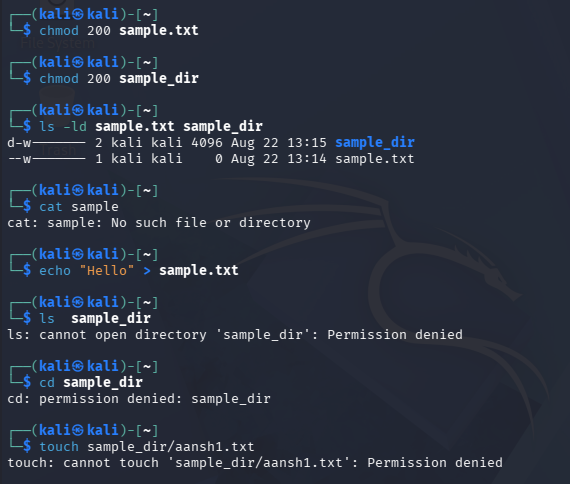 ┌──(kali㉿kali)-[~]
└─$ chmod 200 sample.txt
┌──(kali㉿kali)-[~]
└─$ chmod 200 sample_dir
┌──(kali㉿kali)-[~]
└─$ ls -ld sample.txt sample_dir
d-w------- 2 kali kali 4096 Aug 22 13:15 sample_dir
--w------- 1 kali kali    0 Aug 22 13:14 sample.txt
┌──(kali㉿kali)-[~]
└─$ cat sample
cat: sample: No such file or directory
┌──(kali㉿kali)-[~]
└─$ echo "Hello" > sample.txt
┌──(kali㉿kali)-[~]
└─$ ls  sample_dir
ls: cannot open directory 'sample_dir': Permission denied
┌──(kali㉿kali)-[~]
└─$ cd sample_dir
cd: permission denied: sample_dir
┌──(kali㉿kali)-[~]
└─$ touch sample_dir/aansh1.txt
touch: cannot touch 'sample_dir/aansh1.txt': Permission denied